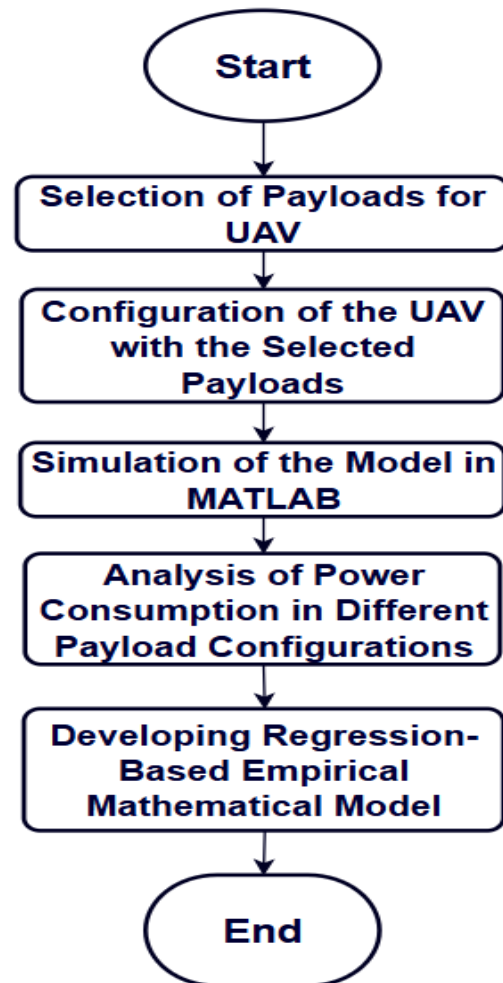 Start
Selection of Payloads for
UAV
Configuration of the UAV
with the Selected
Payloads
Simulation of the Model in
MATLAB
Analysis of Power
Consumption in Different
Payload Configurations
Developing Regression-
Based Empirical
Mathematical Model
End